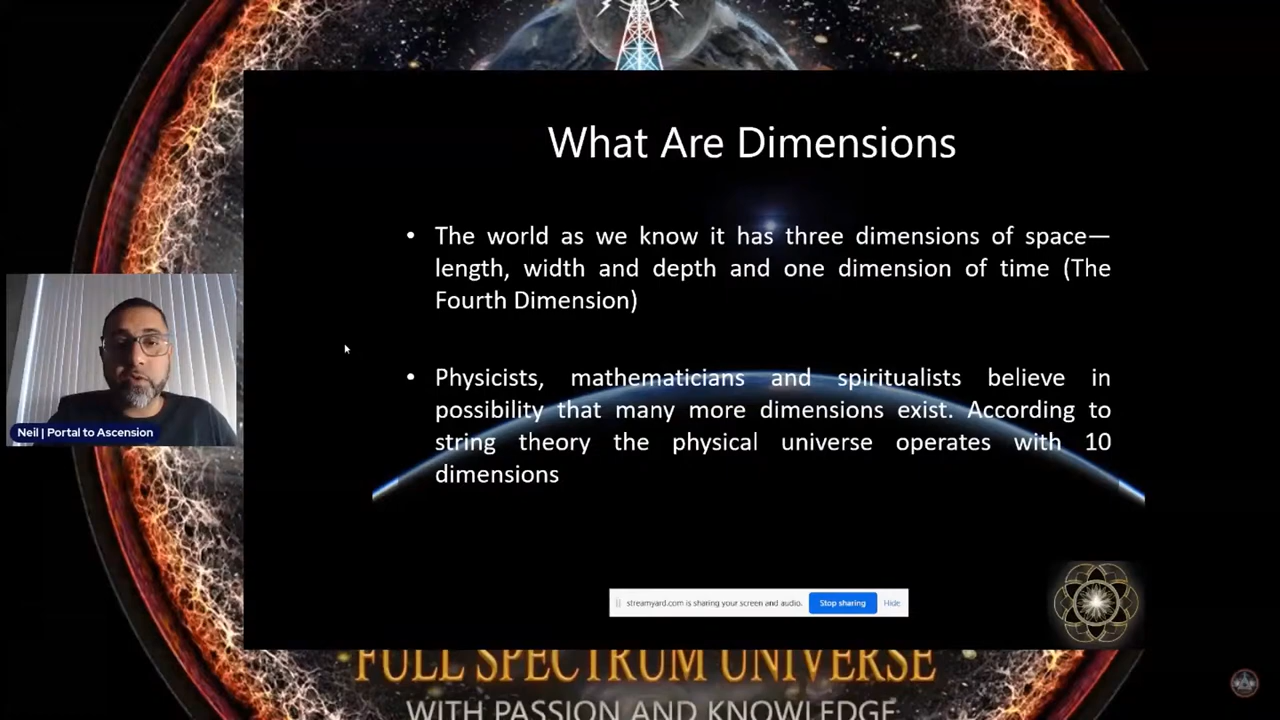 What Are Dimensions
• The world as we know it has three dimensions of space—
length, width and depth and one dimension of time (The
Fourth Dimension)
• Physicists, mathematicians and spiritualists believe in
possibility that many more dimensions exist. According to
string theory the physical universe operates with 10
dimensions
Neil | Portal to Ascension
streamyard.com is sharing your screen and audio.
Stop sharing
Hide
FULL SPECTRUM UNIVERSE
WITH PASSION AND KNOWLEDGE